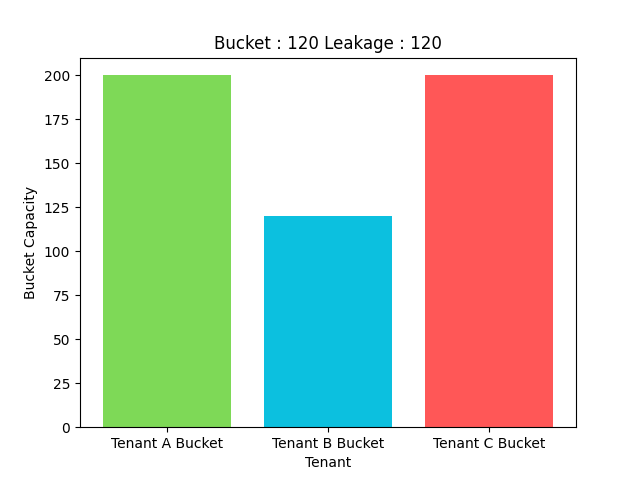 Bucket : 120 Leakage : 120
200
175
150
125
100
75
50
25
0
Bucket Capacity
Tenant A Bucket
Tenant B Bucket
Tenant C Bucket
Tenant